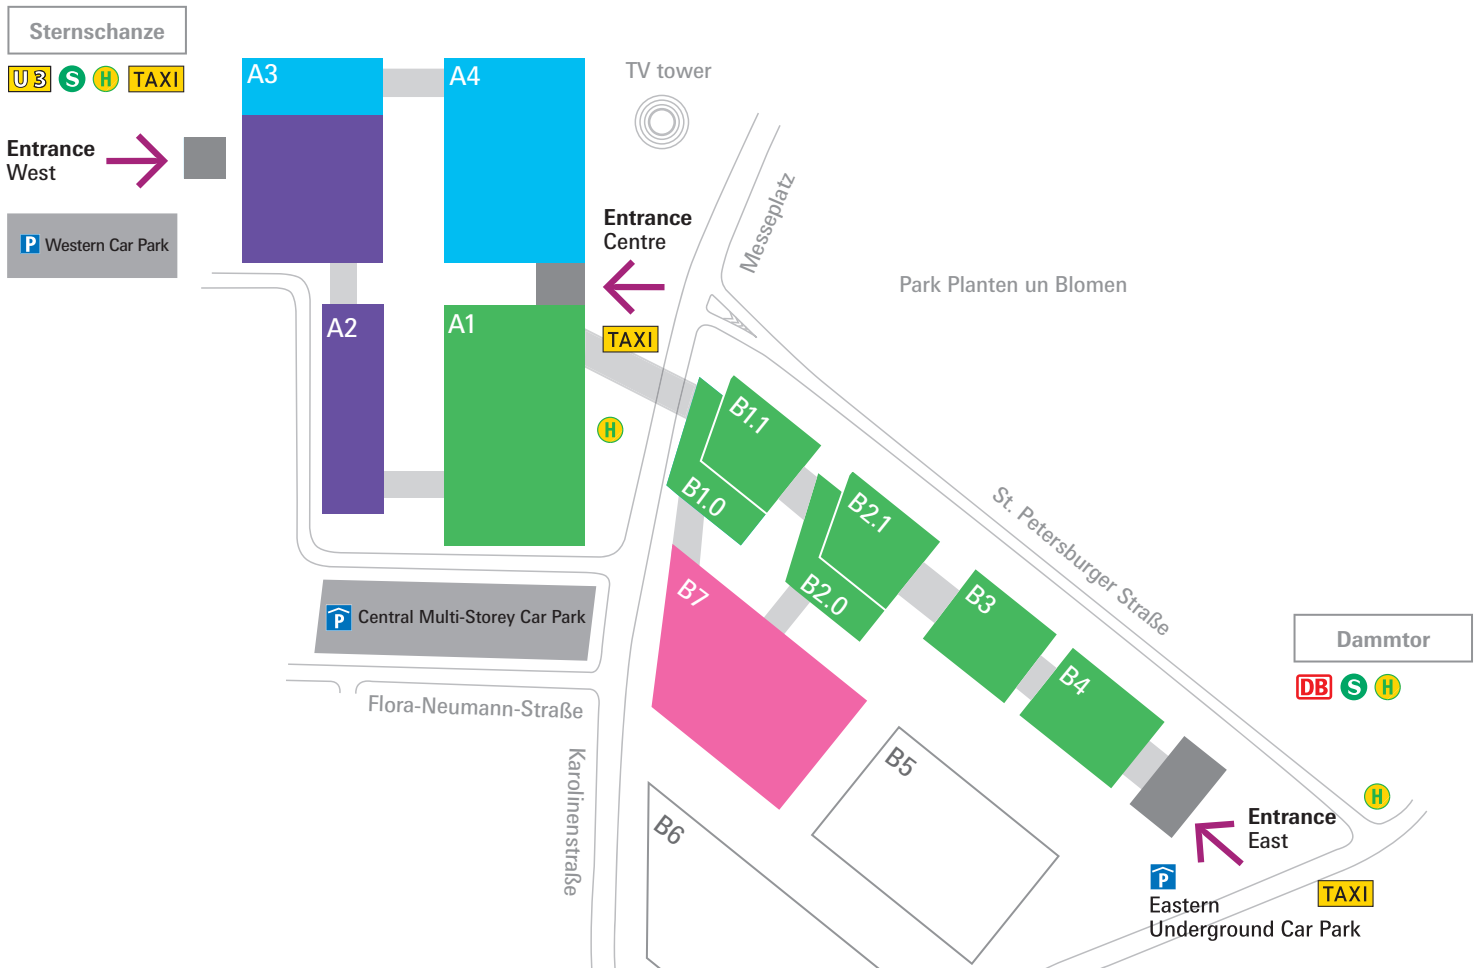 Sternschanze
U3 S H TAXI
Entrance
West
P Western Car Park
A3
A4
TV tower
Entrance
Centre
TAXI
Messeplatz
Park Planten un Blomen
A2
A1
H
B1.1
B1.0
B2.1
B2.0
B3
B4
St. Petersburger Straße
B7
P Central Multi-Storey Car Park
Flora-Neumann-Straße
Karolinenstraße
B5
B6
Dammtor
DB S H
H
Entrance
East
P
Eastern
Underground Car Park
TAXI